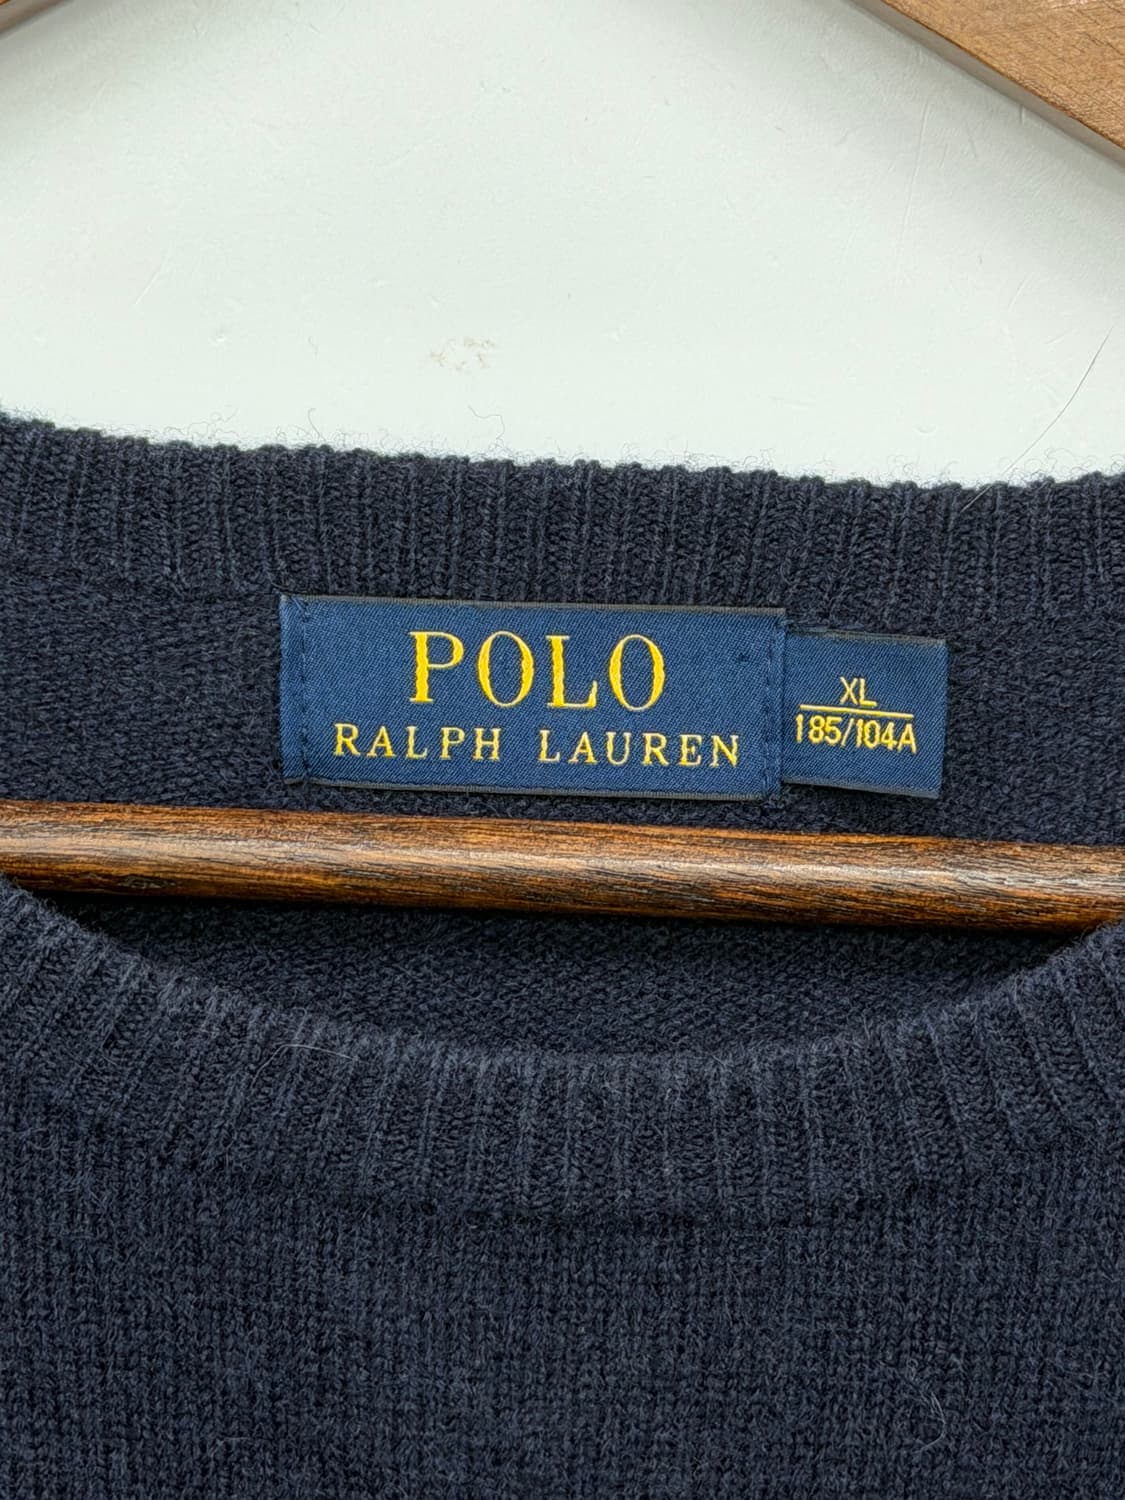 POLO
RALPH LAUREN
XL
185/104A